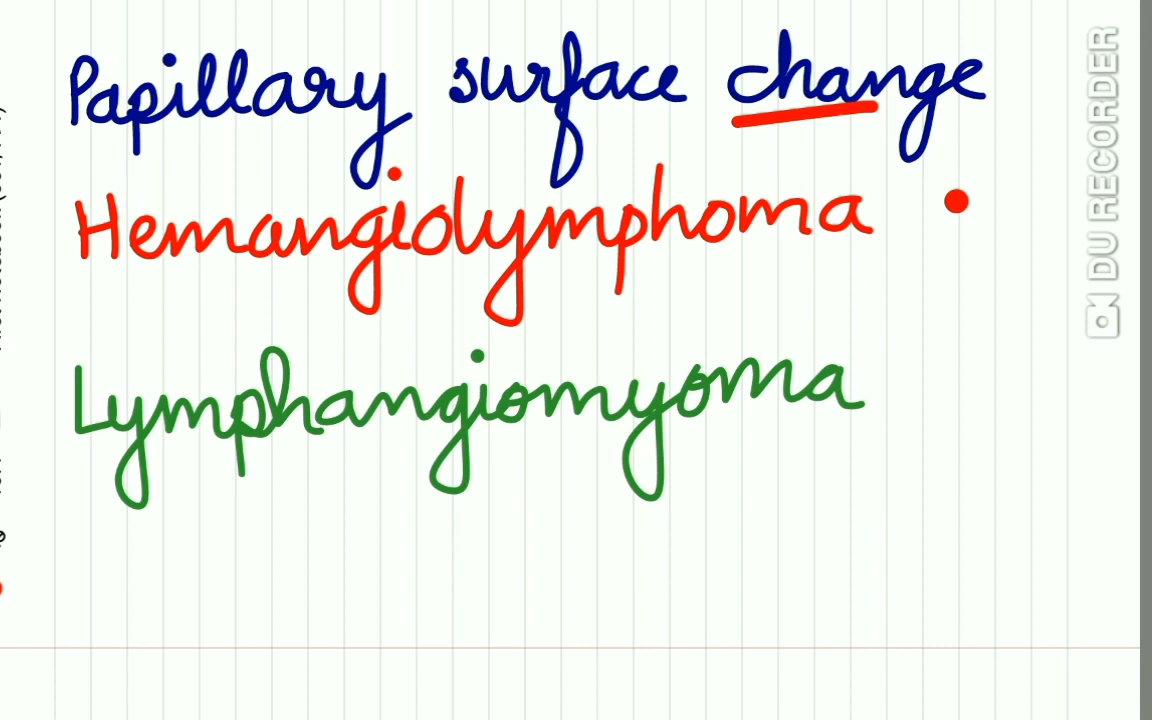 Papillary surface change
Hemangiolymphoma
Lymphangiomyoma
DU RECORDER